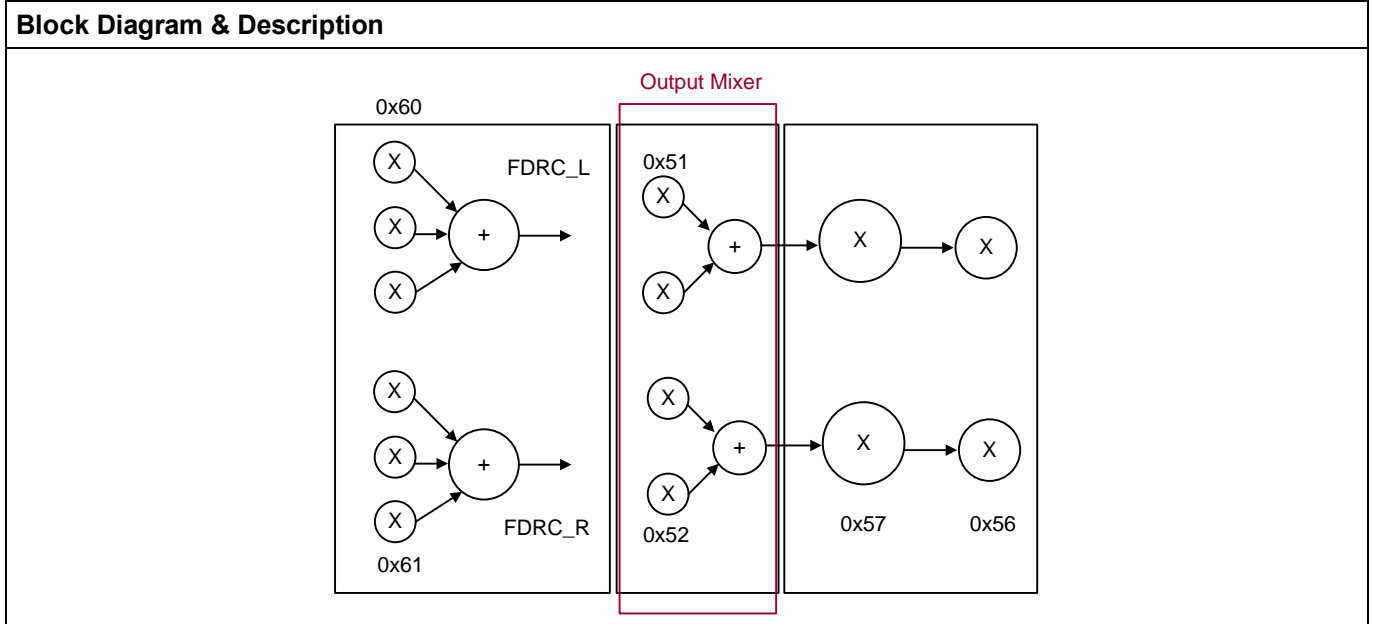 Block Diagram & Description
Output Mixer
0x60
X
FDRC_L
X
+
X
0x51
X
+
X
X
X
X
X
+
X
FDRC_R
0x61
X
+
X
0x52
X
X
0x57
0x56